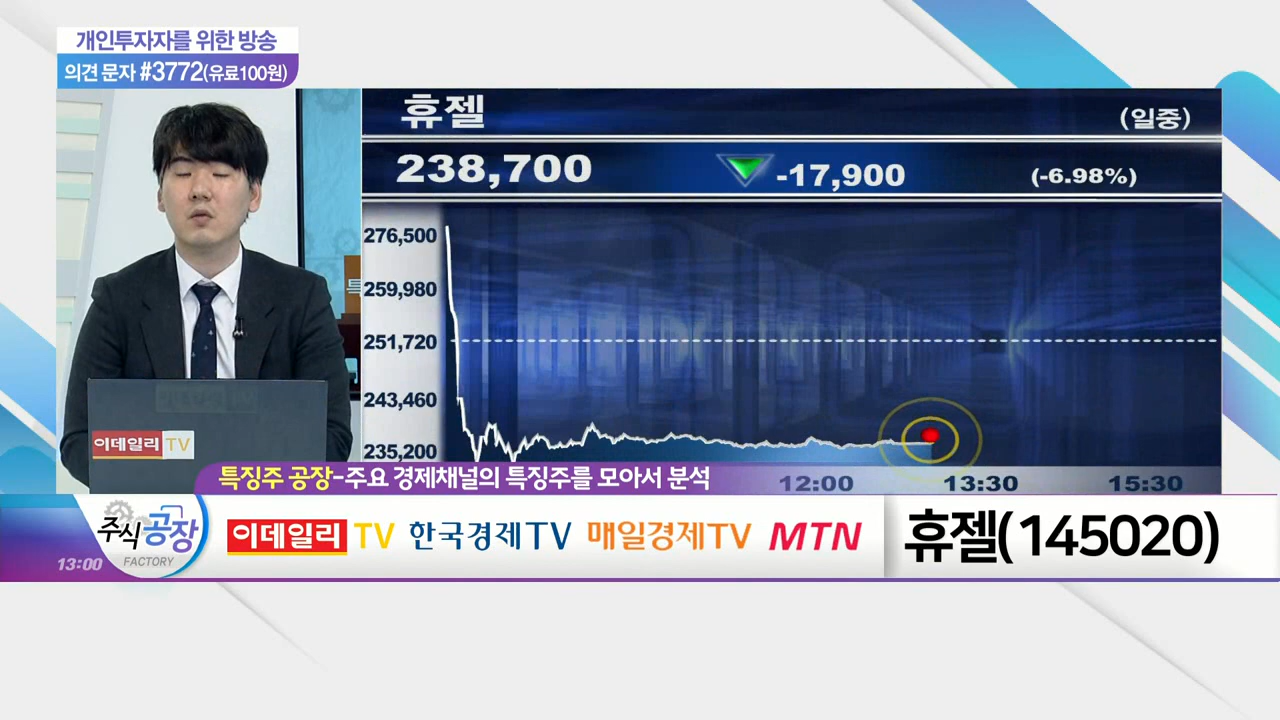 개인투자자를 위한 방송
의견 문자 #3772(유료100원)
휴젤
(일중)
238,700
-17,900
(-6.98%)
276,500
259,980
251,720
243,460
235,200
12:00
13:30
15:30
특
이데일리 TV
특징주 공장-주요 경제채널의 특징주를 모아서 분석
13:00
주식공장
FACTORY
이데일리 TV
한국경제TV
매일경제TV
MTN
휴젤(145020)